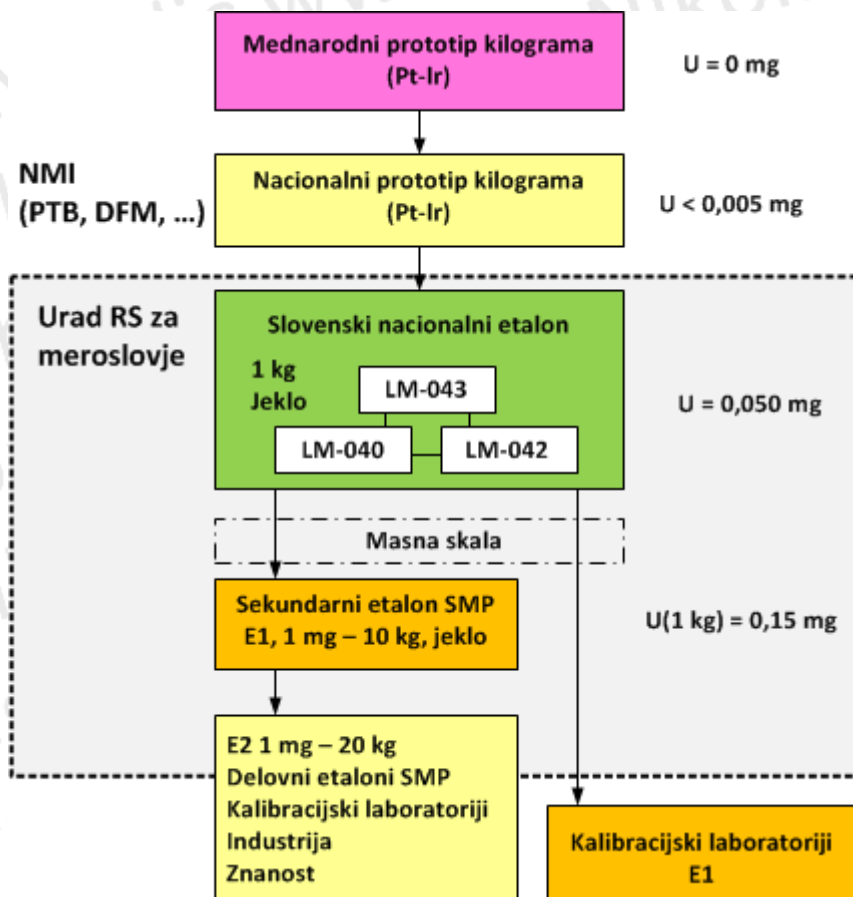 Mednarodni prototip kilograma
(Pt-Ir)
U = 0 mg
NMI
(PTB, DFM, ...)
Nacionalni prototip kilograma
(Pt-Ir)
U < 0,005 mg
Urad RS za
meroslovje
Slovenski nacionalni etalon
1 kg
Jeklo
LM-043
LM-040
LM-042
U = 0,050 mg
Masna skala
Sekundarni etalon SMP
E1, 1 mg – 10 kg, jeklo
U(1 kg) = 0,15 mg
E2 1 mg – 20 kg
Delovni etaloni SMP
Kalibracijski laboratoriji
Industrija
Znanost
Kalibracijski laboratoriji
E1